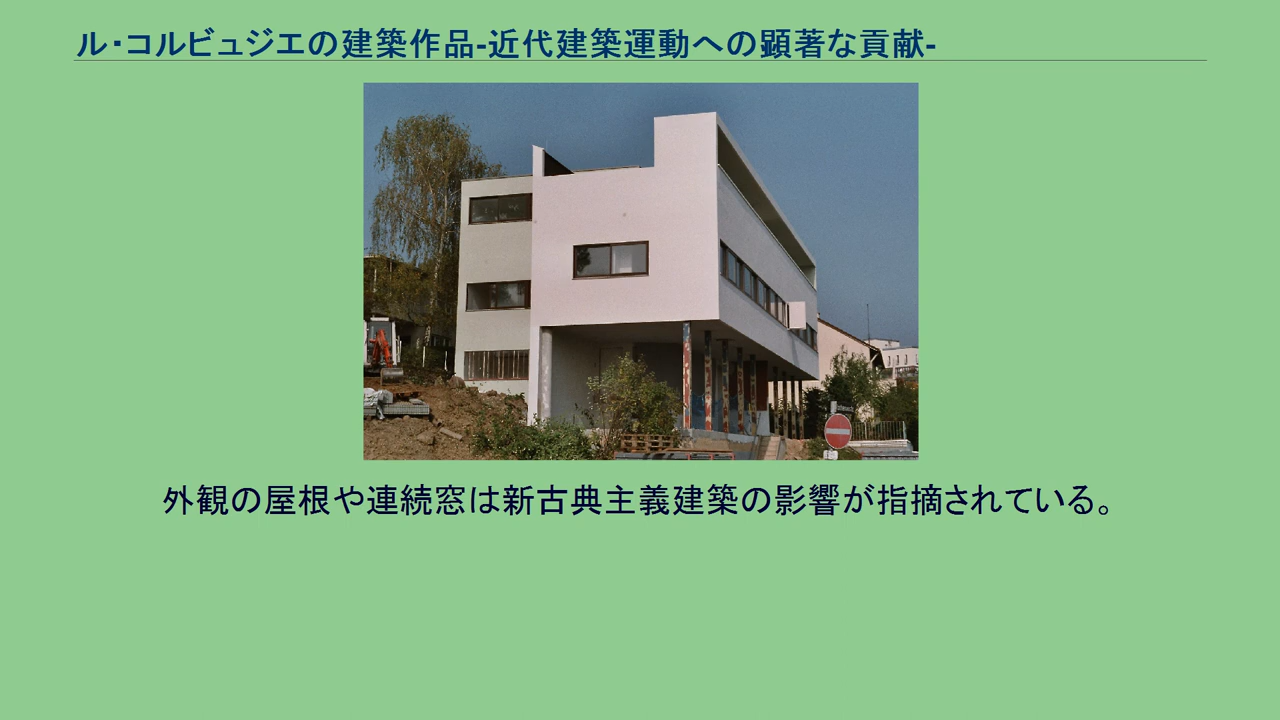 ル・コルビュジエの建築作品-近代建築運動への顕著な貢献-
外観の屋根や連続窓は新古典主義建築の影響が指摘されている。